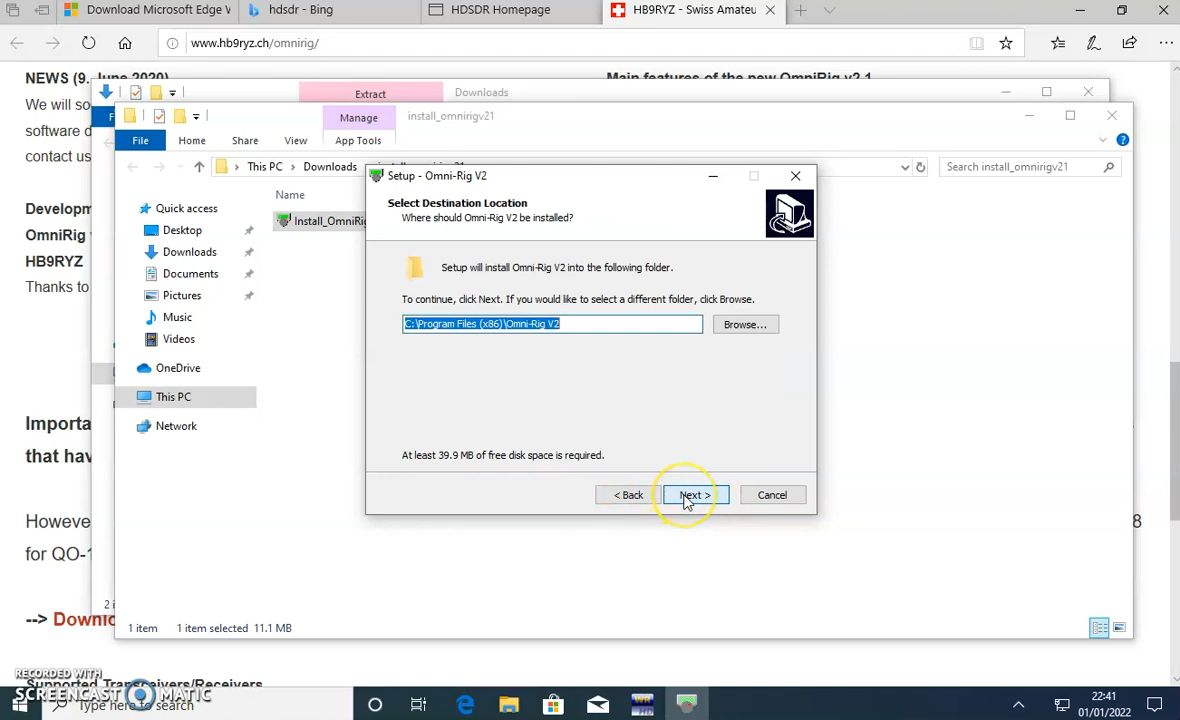 Download Microsoft Edge V
hdsdr - Bing
HDSDR Homepage
HB9RYZ - Swiss Amateu
www.hb9ryz.ch/omnirig/
NEWS (9. June 2020)
Main features of the new OmniRig v2.1
We will so
software d
contact us
Developm
OmniRig v
HB9RYZ
Thanks to
Importa
that hav
Howeve
8
for QO-1
--> Downlo
Supported Transceivers/Receivers
Extract
Downloads
F
2 i
Manage
install_omnirigv21
File
Home
Share
View
App Tools
This PC
Downloads
Search install_omnirigv21
Name
Quick access
Desktop
Downloads
Documents
Pictures
Music
Videos
OneDrive
This PC
Network
Install_OmniRig
1 item
1 item selected 11.1 MB
Setup - Omni-Rig V2
Select Destination Location
Where should Omni-Rig V2 be installed?
Setup will install Omni-Rig V2 into the following folder.
To continue, click Next. If you would like to select a different folder, click Browse.
C:\Program Files (x86)\Omni-Rig V2
Browse...
At least 39.9 MB of free disk space is required.
< Back
Next >
Cancel
RECORDED WITH
SCREENCAST MATIC
Type here to search
22:41
01/01/2022